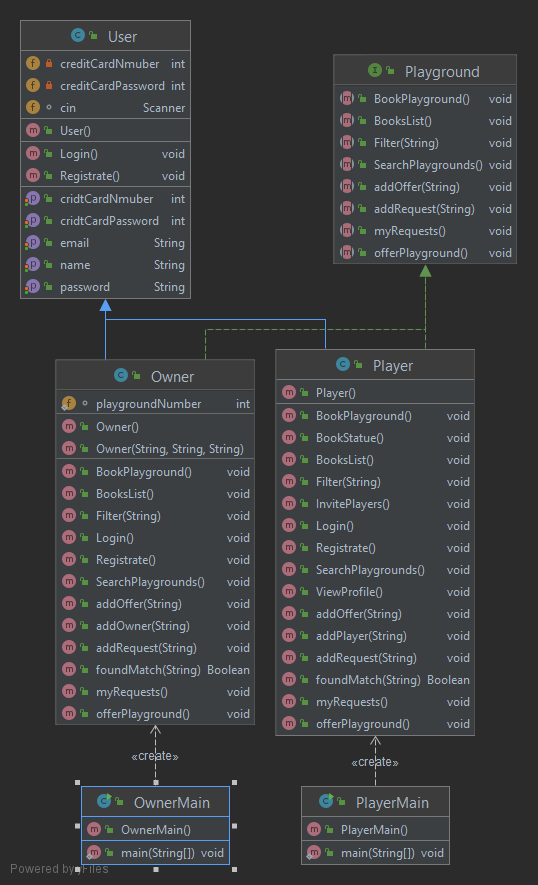 User
creditCardNmuber int
creditCardPassword int
cin Scanner
User()
Login() void
Registrate() void
cridtCardNmuber int
cridtCardPassword int
email String
name String
password String
Playground
BookPlayground() void
BooksList() void
Filter(String) void
SearchPlaygrounds() void
addOffer(String) void
addRequest(String) void
myRequests() void
offerPlayground() void
Owner
playgroundNumber int
Owner()
Owner(String, String, String)
BookPlayground() void
BooksList() void
Filter(String) void
Login() void
Registrate() void
SearchPlaygrounds() void
addOffer(String) void
addOwner(String) void
addRequest(String) void
foundMatch(String) Boolean
myRequests() void
offerPlayground() void
Player
Player()
BookPlayground() void
BookStatue() void
BooksList() void
Filter(String) void
InvitePlayers() void
Login() void
Registrate() void
SearchPlaygrounds() void
ViewProfile() void
addOffer(String) void
addPlayer(String) void
addRequest(String) void
foundMatch(String) Boolean
myRequests() void
offerPlayground() void
«create»
«create»
OwnerMain
OwnerMain()
main(String[]) void
PlayerMain
PlayerMain()
main(String[]) void
Powered by yFiles